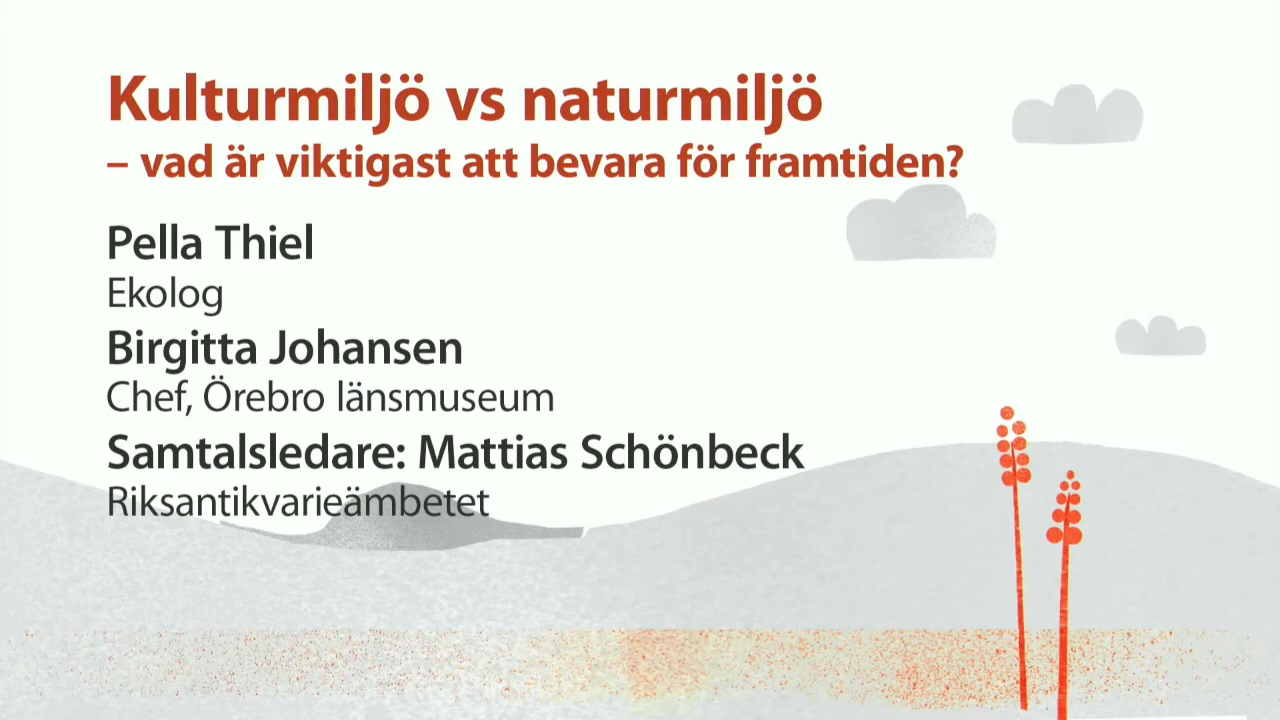 Kulturmiljö vs naturmiljö
– vad är viktigast att bevara för framtiden?
Pella Thiel
Ekolog
Birgitta Johansen
Chef, Örebro länsmuseum
Samtalsledare: Mattias Schönbeck
Riksantikvarieämbetet